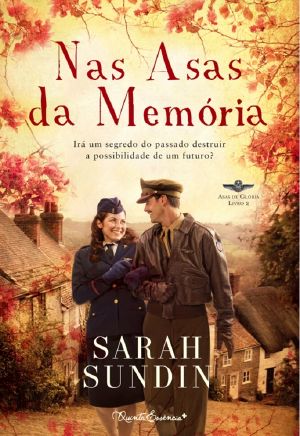 Nas Asas
da Memória
Irá um segredo do passado destruir
a possibilidade de um futuro?
Asas de Glória
Livro 2
SARAH
SUNDIN
Quinta Essência